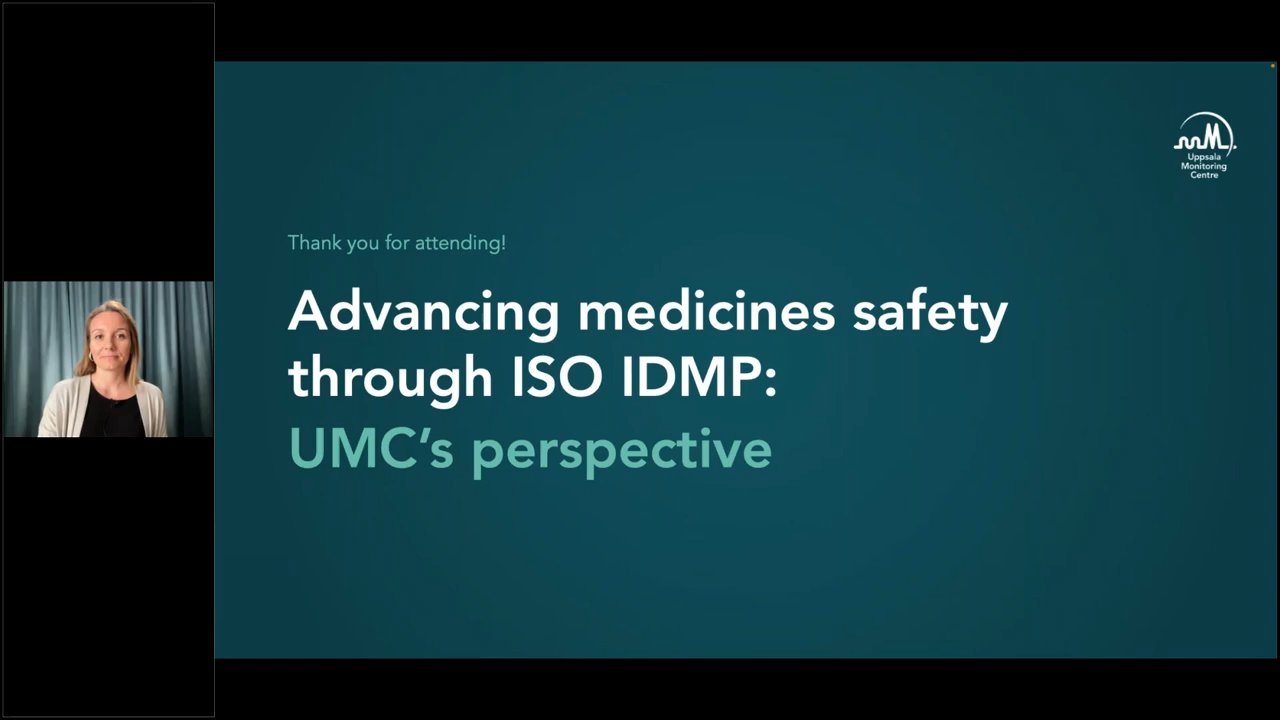 Uppsala
Monitoring
Centre
Thank you for attending!
Advancing medicines safety
through ISO IDMP:
UMC’s perspective